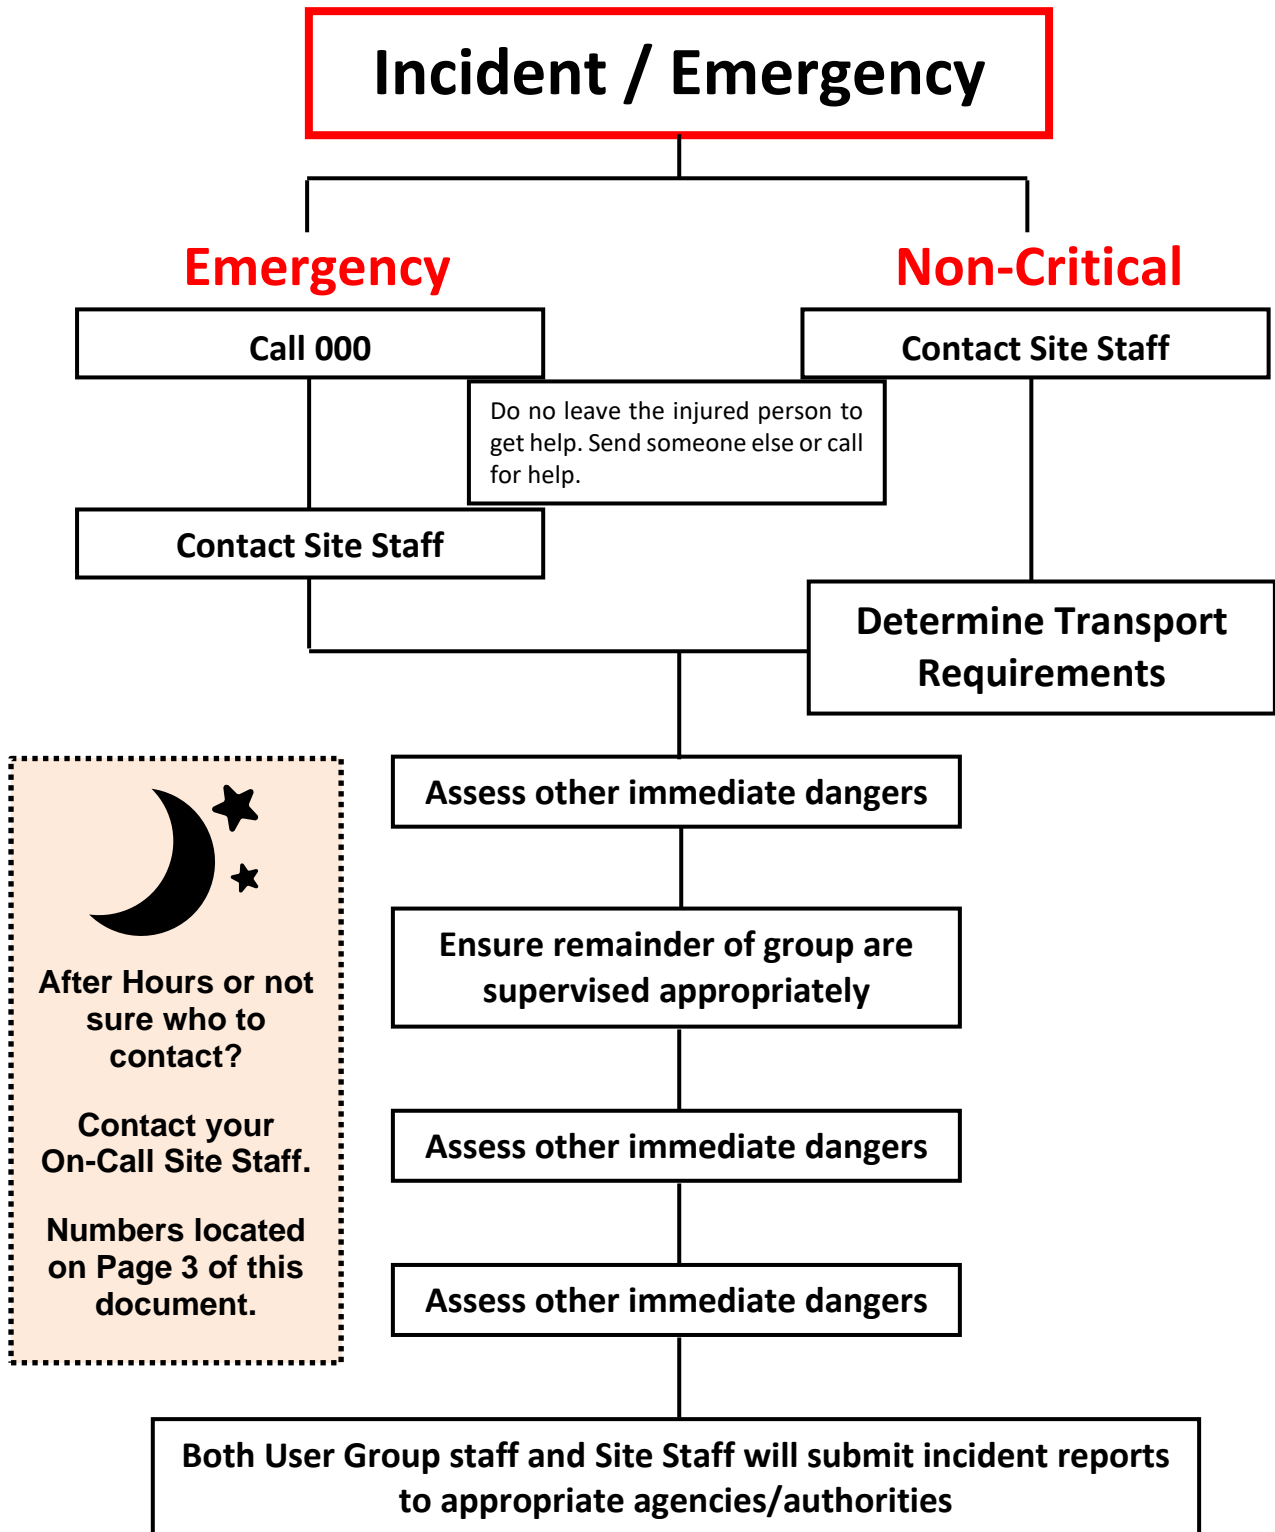 Incident / Emergency
Emergency
Non-Critical
Call 000
Contact Site Staff
Do no leave the injured person to
get help. Send someone else or call
for help.
Contact Site Staff
Determine Transport
Requirements
Assess other immediate dangers
Ensure remainder of group are
supervised appropriately
Assess other immediate dangers
Assess other immediate dangers
After Hours or not
sure who to
contact?
Contact your
On-Call Site Staff.
Numbers located
on Page 3 of this
document.
Both User Group staff and Site Staff will submit incident reports
to appropriate agencies/authorities